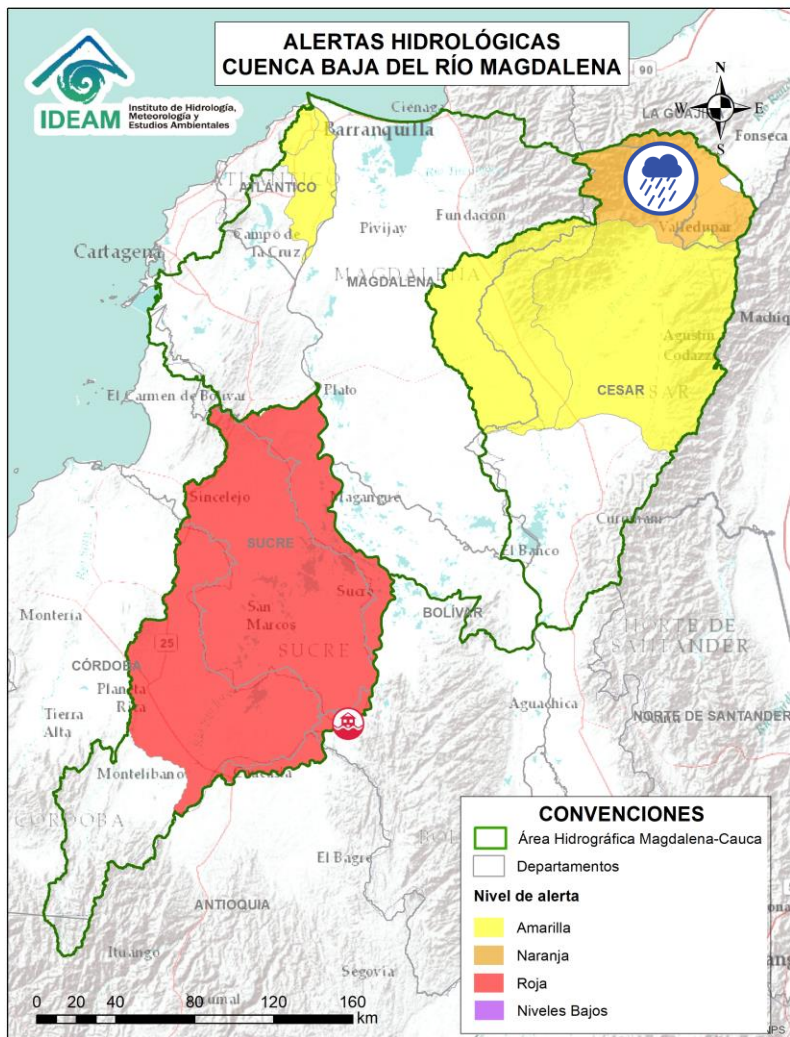 ALERTAS HIDROLÓGICAS
CUENCA BAJA DEL RÍO MAGDALENA
IDEAM
Instituto de Hidrología,
Meteorología y
Estudios Ambientales
N
W
E
S
90
LA GUAJIRA
Ciénaga
Barranquilla
Fonseca
ATLÁNTICO
Fundación
Pivijay
Valledupar
Campo de
la Cruz
Cartagena
MAGDALENA
MAGDALENA
Agustín
Codazzi
CESAR
Plato
El Carmen de Bolívar
Sincelejo
Magangué
Curumaní
SUCRE
El Banco
Sucre
Montería
San
Marcos
BOLÍVAR
NORTE DE
SANTANDER
25
SUCRE
CÓRDOBA
Planeta
Rica
Aguachica
NORTE DE SANTANDER
Tierra
Alta
Montelíbano
CÓRDOBA
El Bagre
ANTIOQUIA
Ituango
Segovia
CONVENCIONES
Área Hidrográfica Magdalena-Cauca
Departamentos
Nivel de alerta
Amarilla
Naranja
Roja
Niveles Bajos
0 20 40 80 120 160
km